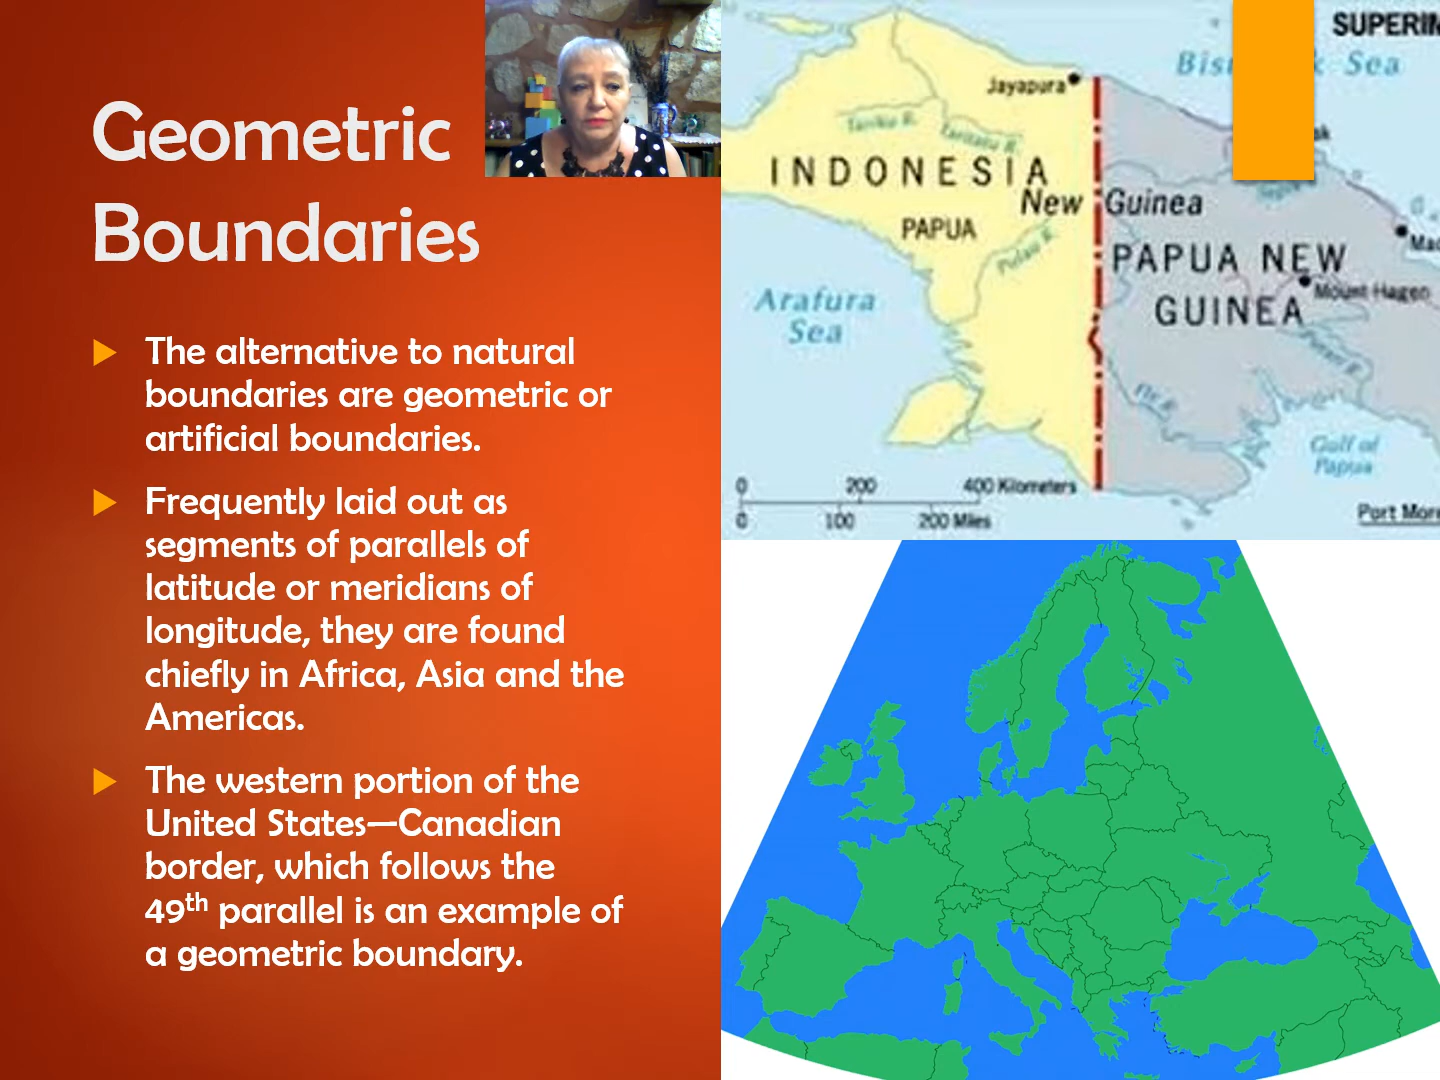 Geometric
Boundaries
The alternative to natural
boundaries are geometric or
artificial boundaries.
Frequently laid out as
segments of parallels of
latitude or meridians of
longitude, they are found
chiefly in Africa, Asia and the
Americas.
The western portion of the
United States—Canadian
border, which follows the
49th parallel is an example of
a geometric boundary.
SUPERIM
Sea
Jayapura
INDONESIA
New Guinea
PAPUA
PAPUA NEW
GUINEA
Mount Hagen
Arafura
Sea
Gulf of
Papua
0 200 400 Kilometers
0 100 200 Miles
Port More